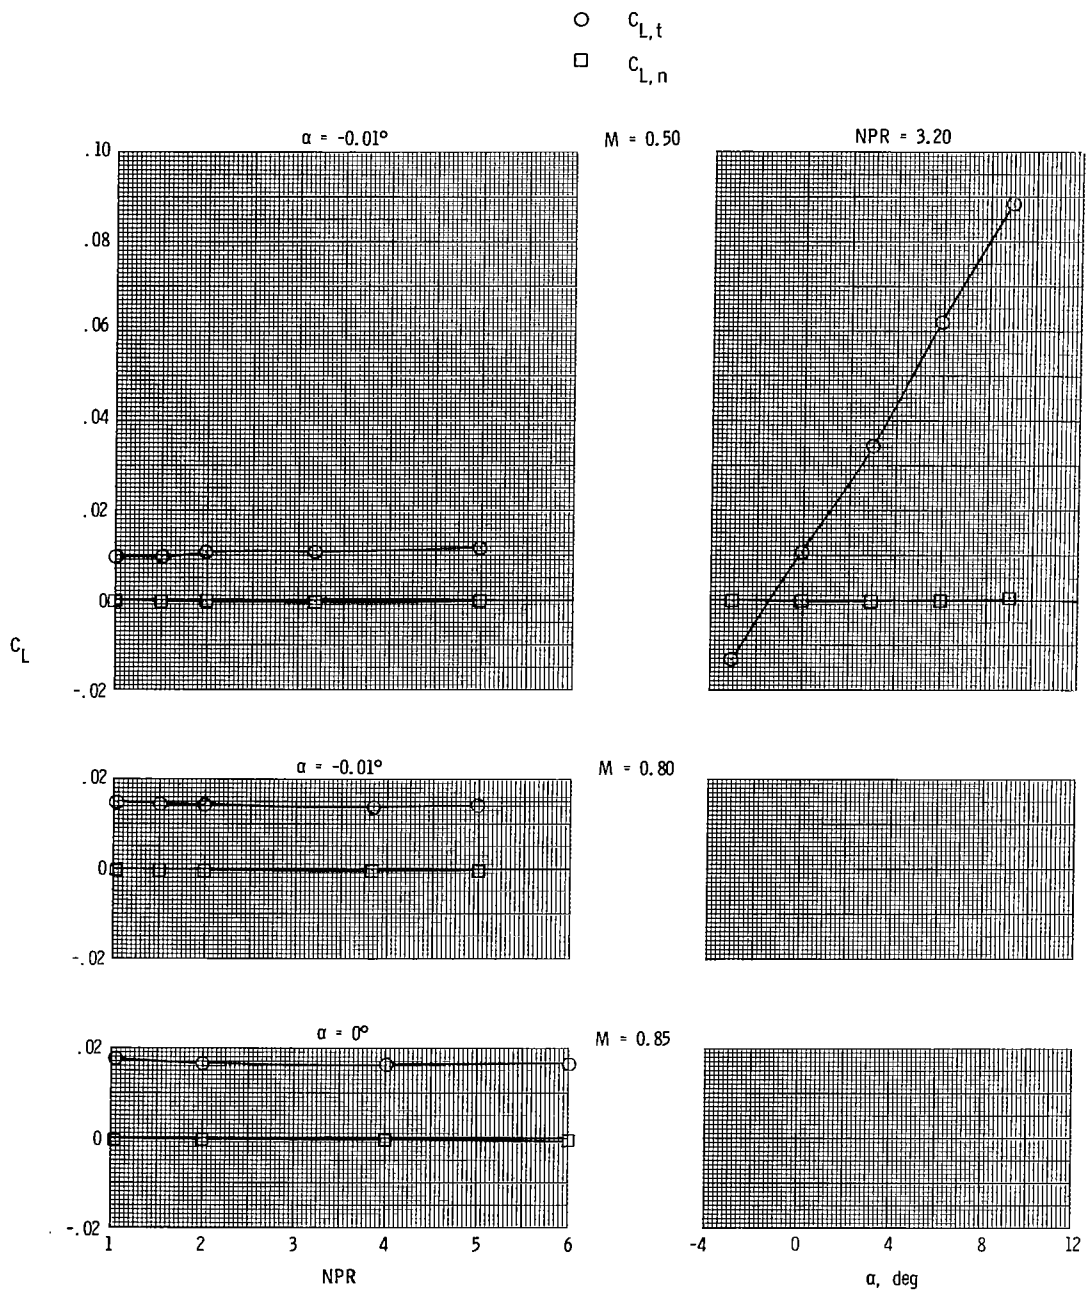 C_L,t
C_L,n
α = -0.01°
M = 0.50
NPR = 3.20
.10
.08
.06
.04
.02
0
-.02
C_L
α = -0.01°
M = 0.80
.02
0
-.02
α = 0°
M = 0.85
.02
0
-.02
1 2 3 4 5 6
NPR
-4 0 4 8 12
α, deg